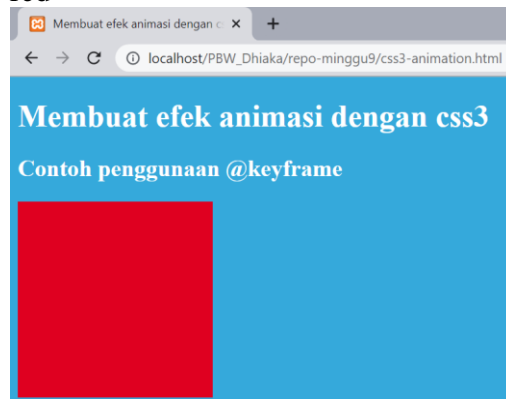 Membuat efek animasi dengan c
localhost/PBW_Dhiaka/repo-minggu9/css3-animation.html
Membuat efek animasi dengan css3
Contoh penggunaan @keyframe